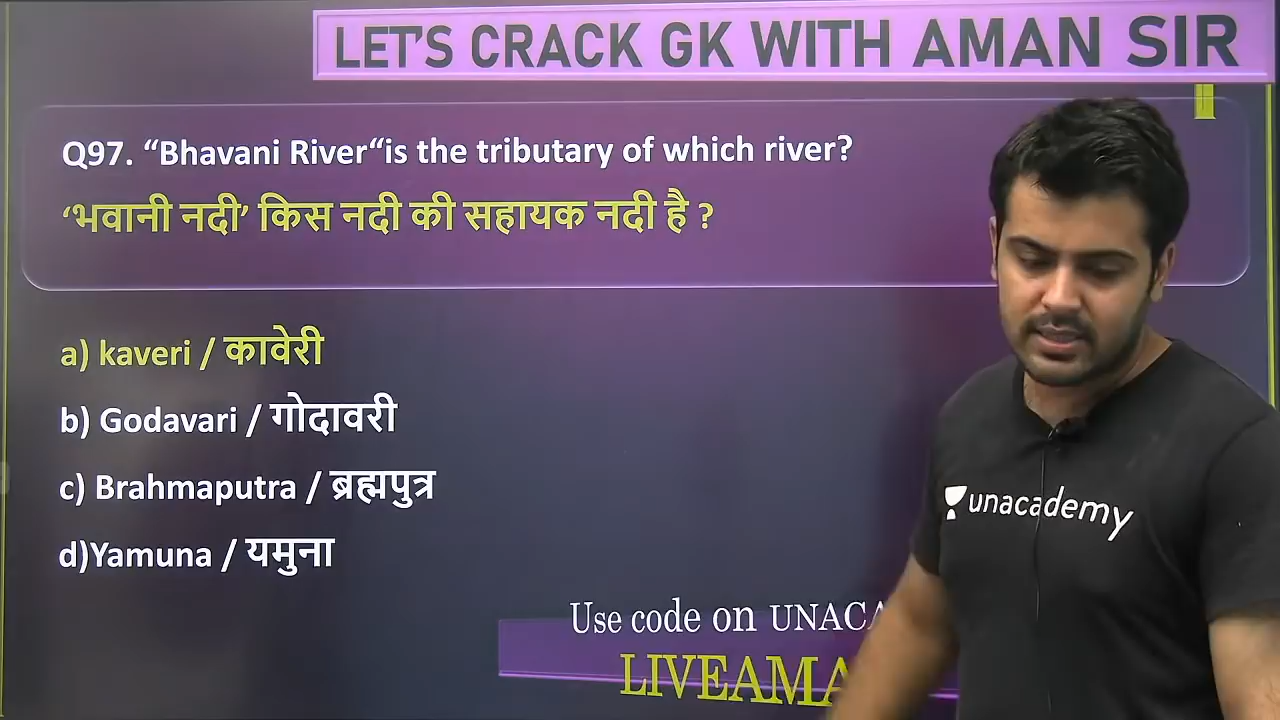 LET'S CRACK GK WITH AMAN SIR
Q97. “Bhavani River“is the tributary of which river?
‘भवानी नदी’ किस नदी की सहायक नदी है ?
a) kaveri / कावेरी
b) Godavari / गोदावरी
c) Brahmaputra / ब्रह्मपुत्र
d)Yamuna / यमुना
unacademy
Use code on